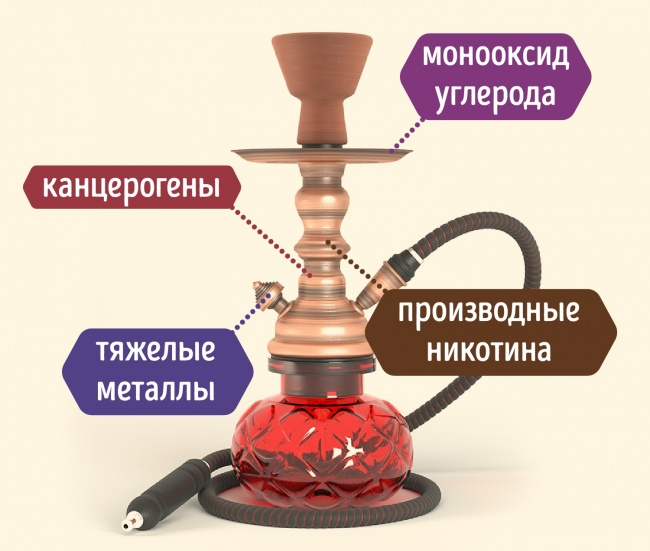 монооксид
углерода
канцерогены
производные
никотина
тяжелые
металлы